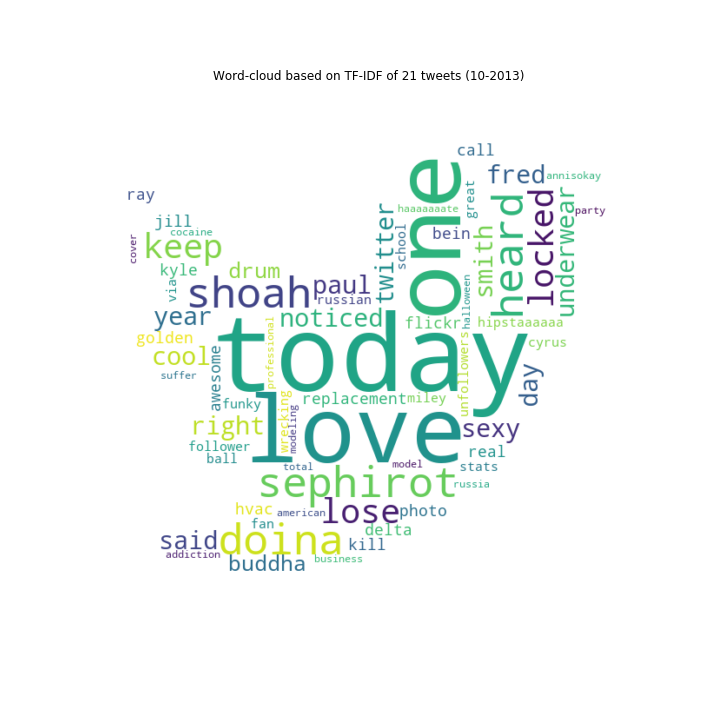 Word-cloud based on TF-IDF of 21 tweets (10-2013)
call
one
fred
annisokay
ray
haaaaaaate
great
heard
locked
underwear
party
jill
cocaine
twitter
school
bein
smith
cover
keep
kyle
via
drum
shoah
paul
russian
halloween
year
today
noticed
flickr
hipstaaaaaa
golden
cool
professional
unfollowers
cyrus
suffer
awesome
love
replacement
miley
day
funky
wrecking
modeling
right
sexy
follower
ball
real
total
model
stats
sephirot
russia
hvac
american
lose
photo
fan
delta
said
doina
kill
addiction
buddha
business